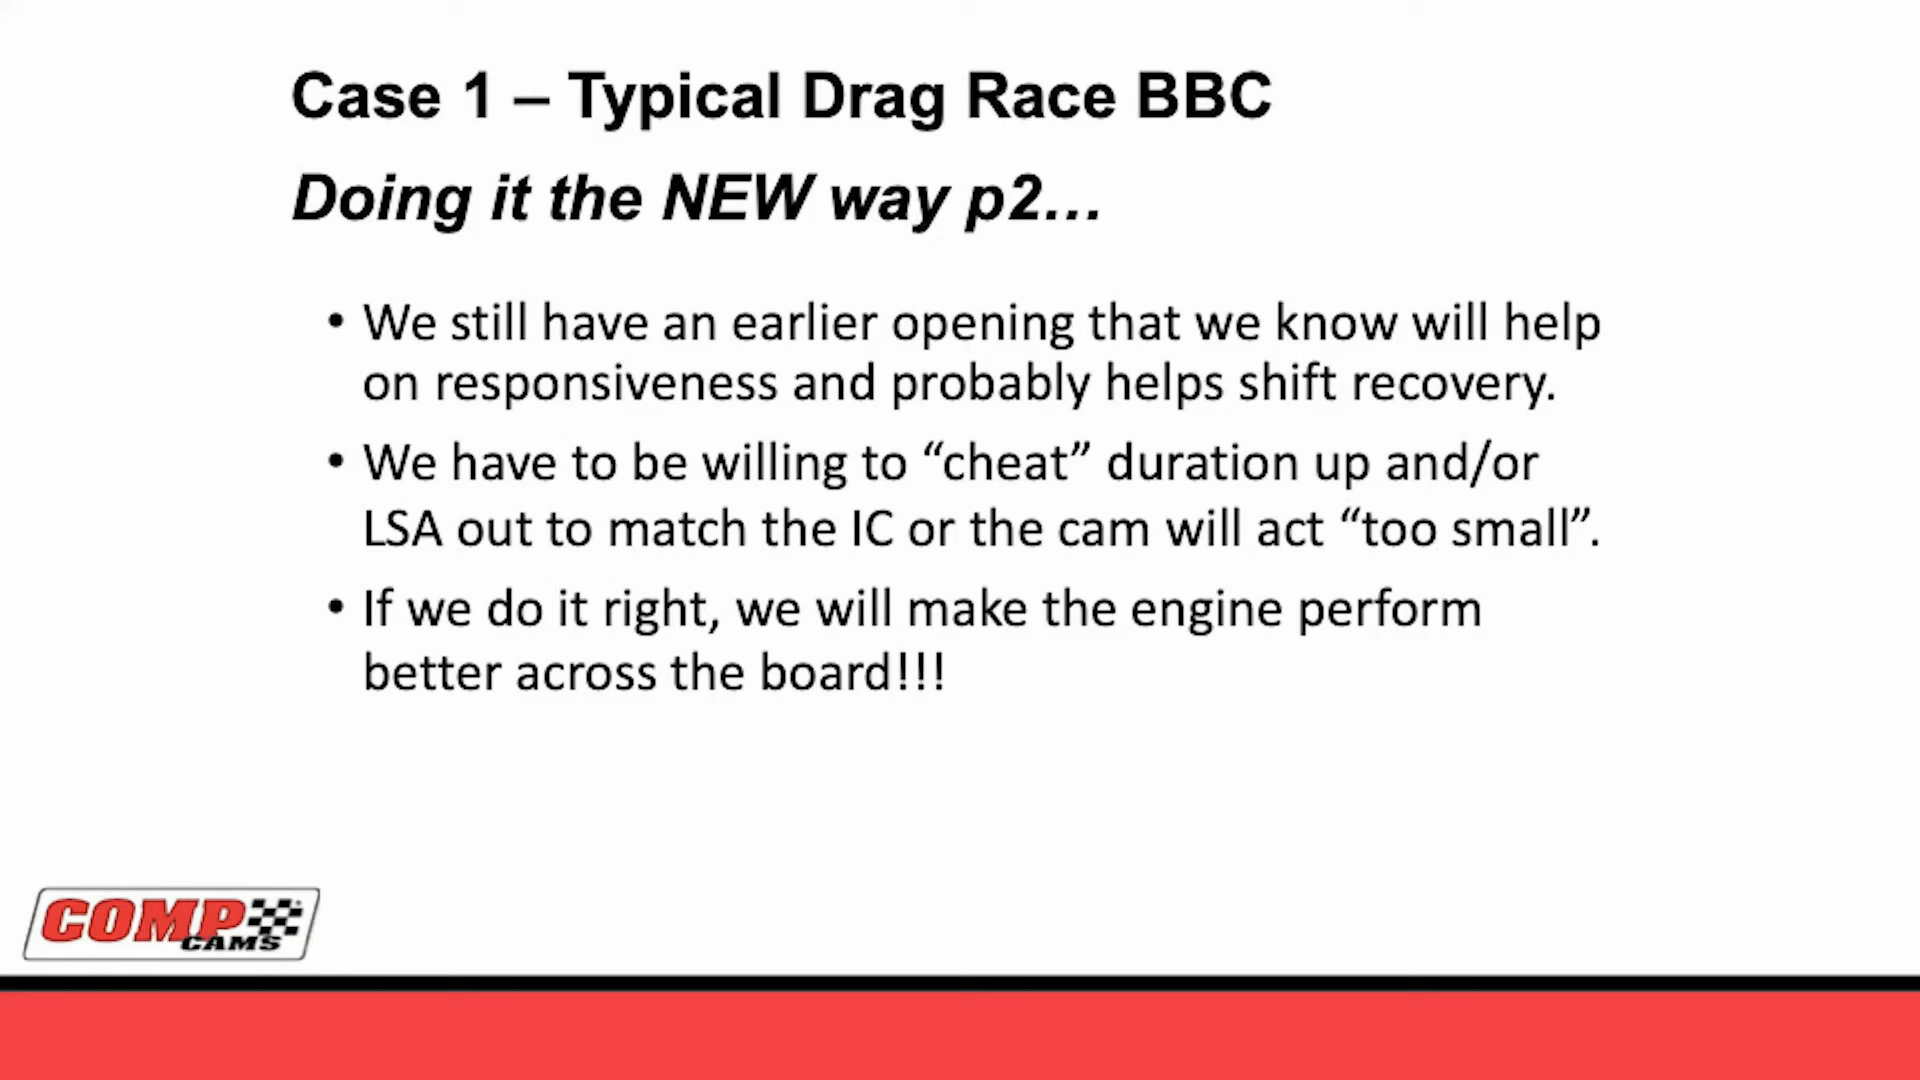 Case 1 – Typical Drag Race BBC
Doing it the NEW way p2...
• We still have an earlier opening that we know will help
on responsiveness and probably helps shift recovery.
• We have to be willing to “cheat” duration up and/or
LSA out to match the IC or the cam will act “too small”.
• If we do it right, we will make the engine perform
better across the board!!!
COMP
CAMS